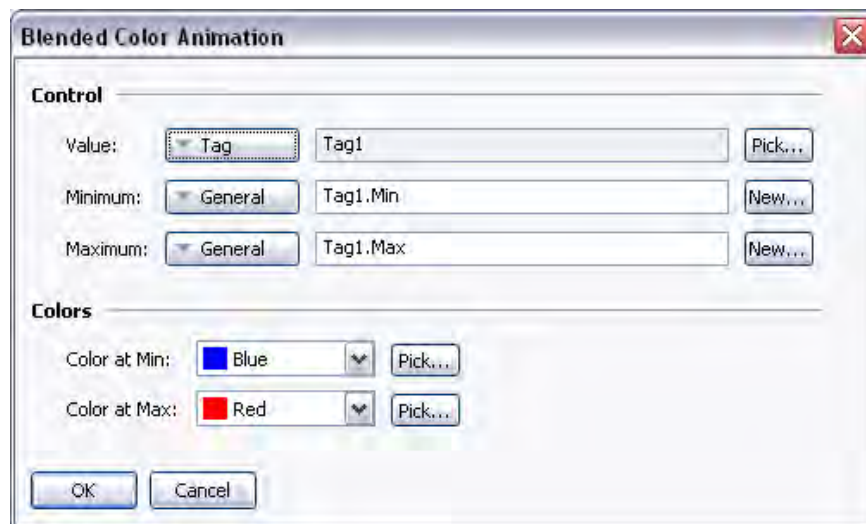 Blended Color Animation
Control
Value: Tag Tag1 Pick...
Minimum: General Tag1.Min New...
Maximum: General Tag1.Max New...
Colors
Color at Min: Blue Pick...
Color at Max: Red Pick...
OK Cancel